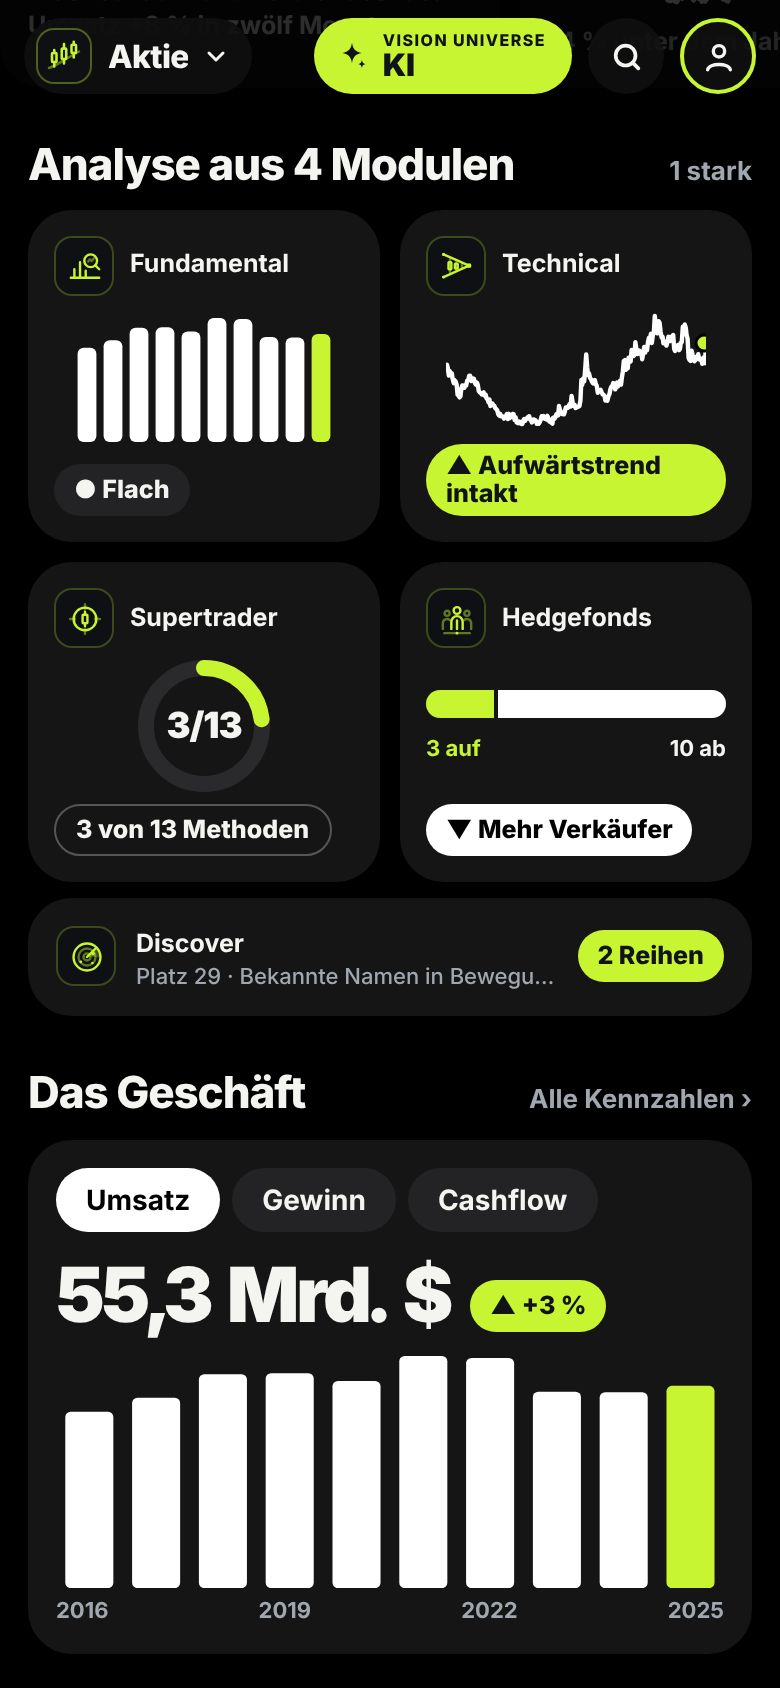 Aktie
VISION UNIVERSE
KI
Analyse aus 4 Modulen
1 stark
Fundamental
Technical
Flach
▲ Aufwärtstrend
intakt
Supertrader
Hedgefonds
3/13
3 auf
10 ab
3 von 13 Methoden
▼ Mehr Verkäufer
Discover
Platz 29 · Bekannte Namen in Bewegu...
2 Reihen
Das Geschäft
Alle Kennzahlen ›
Umsatz
Gewinn
Cashflow
55,3 Mrd. $
▲ +3 %
2016
2019
2022
2025